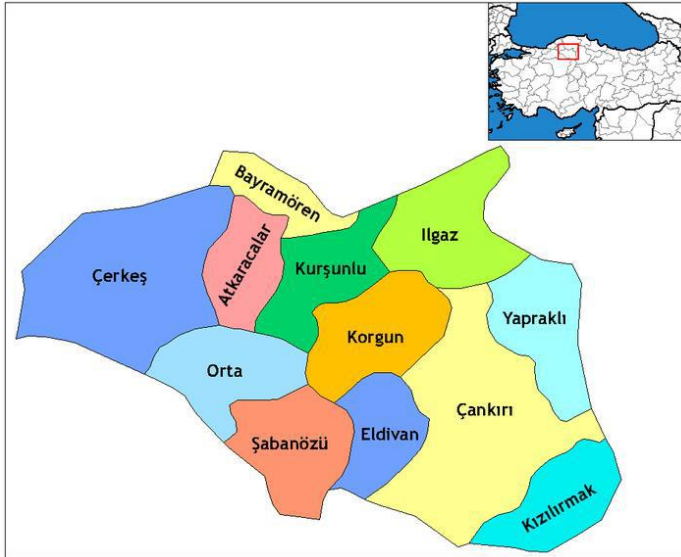 Bayramören
Ilgaz
Atkaracalar
Kurşunlu
Çerkeş
Yapraklı
Korgun
Orta
Çankırı
Şabanözü
Eldivan
Kızılırmak